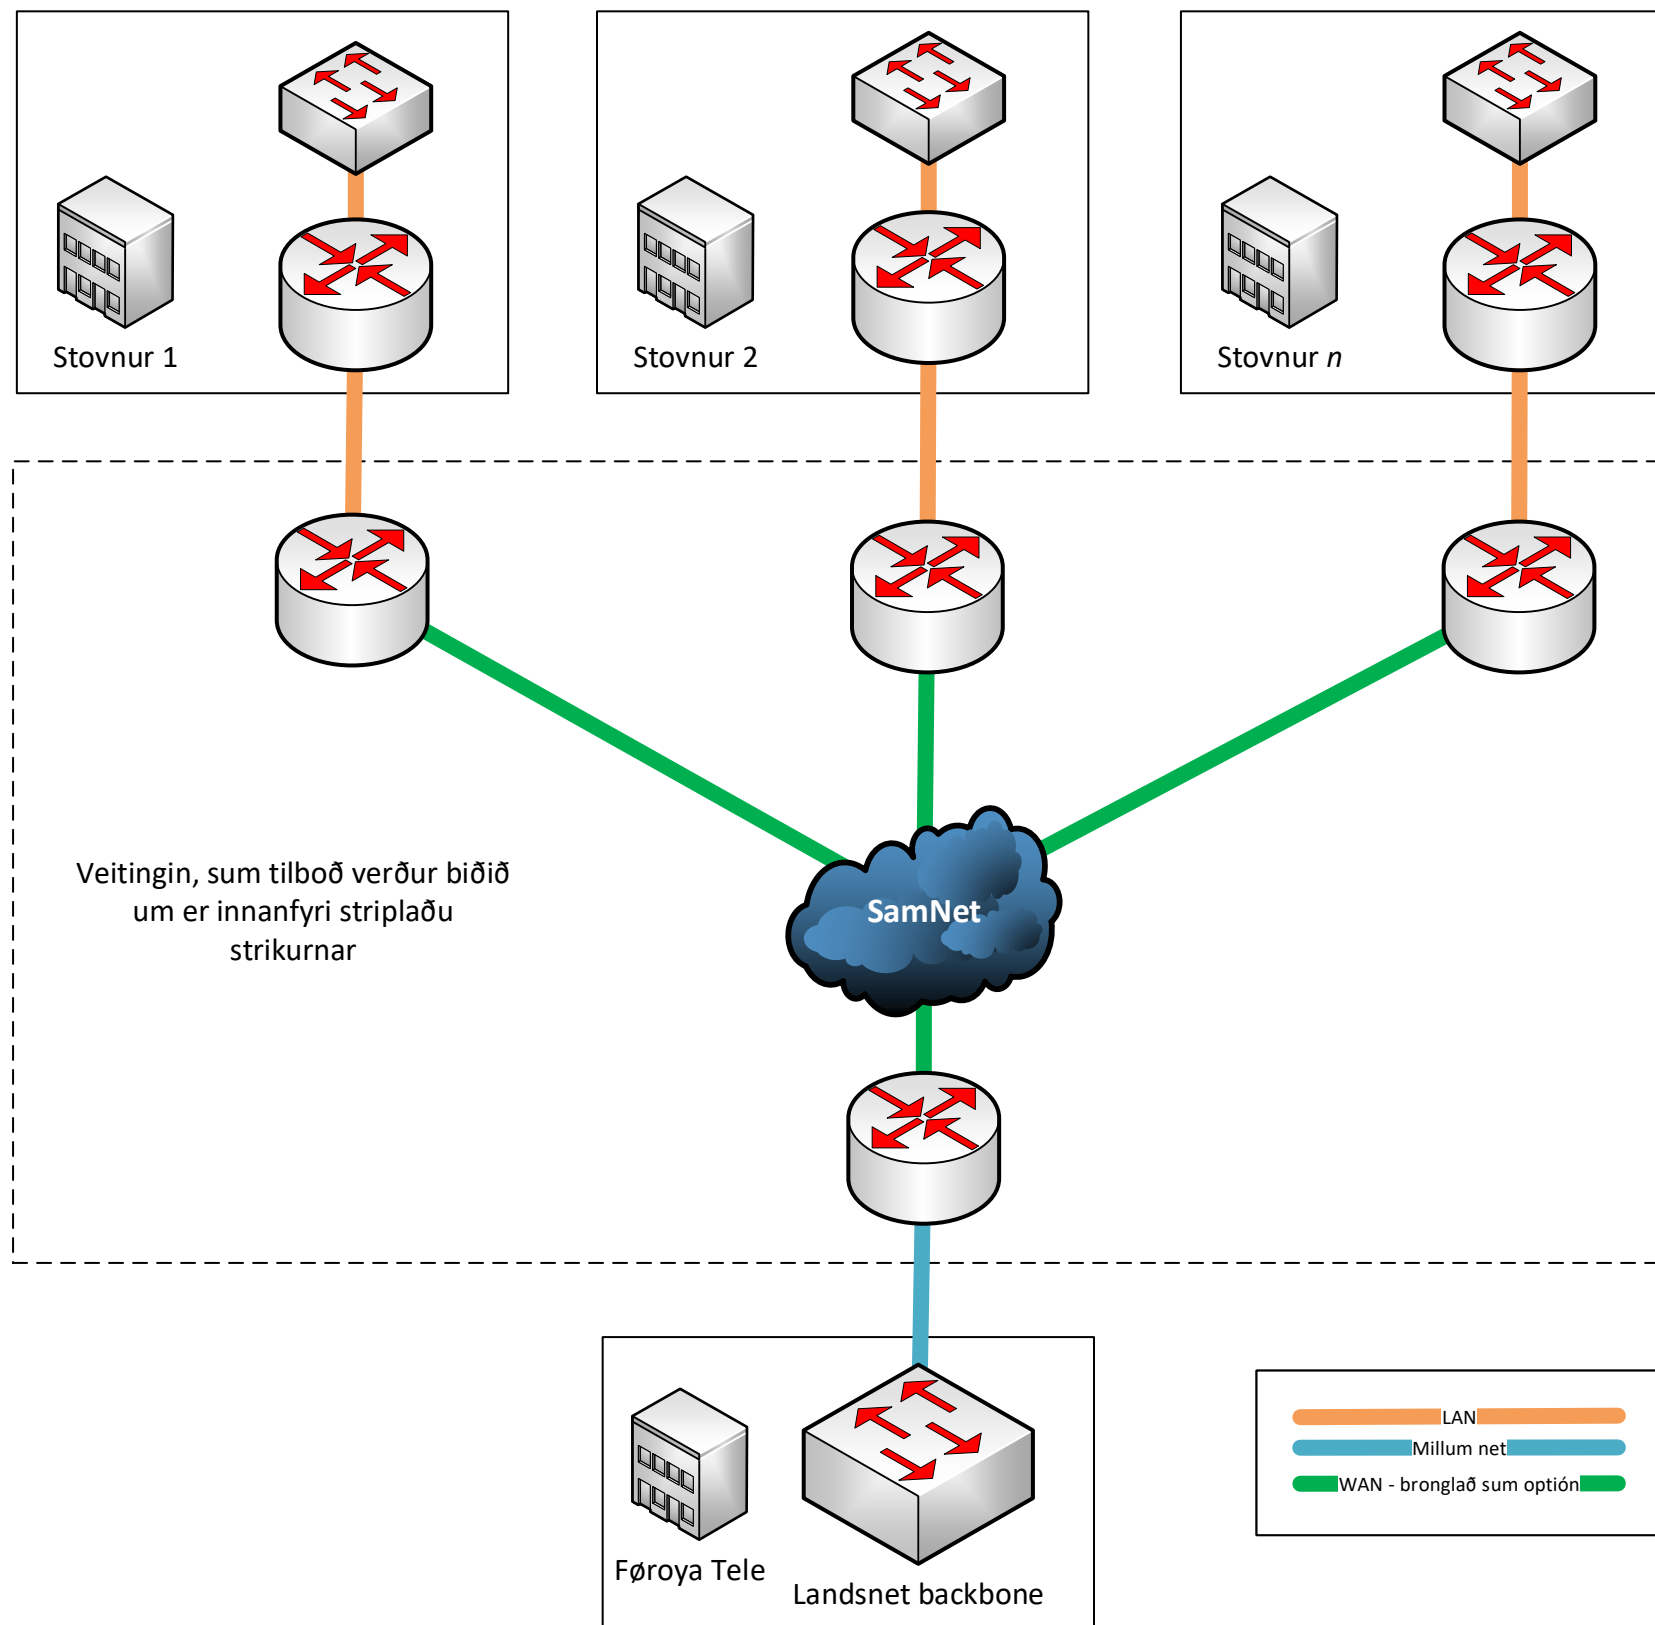 Stovnur 1
Stovnur 2
Stovnur n
Veitingin, sum tilboð verður biðið
um er innanfyri striplaðu
strikurnar
SamNet
Føroya Tele
Landsnet backbone
LAN
Millum net
WAN - bronglað sum optión